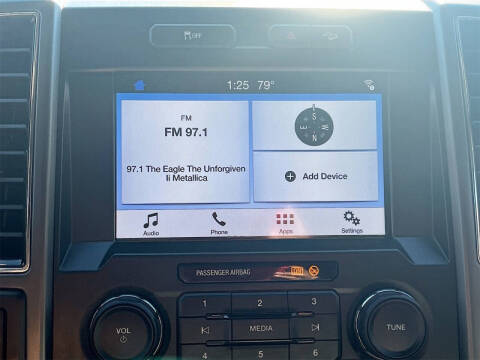 OFF
1:25 79°
FM
FM 97.1
97.1 The Eagle The Unforgiven
Ii Metallica
S
E W
N
Add Device
Audio Phone Apps Settings
PASSENGER AIRBAG
VOL
1 2 3
MEDIA
4 5 6
TUNE